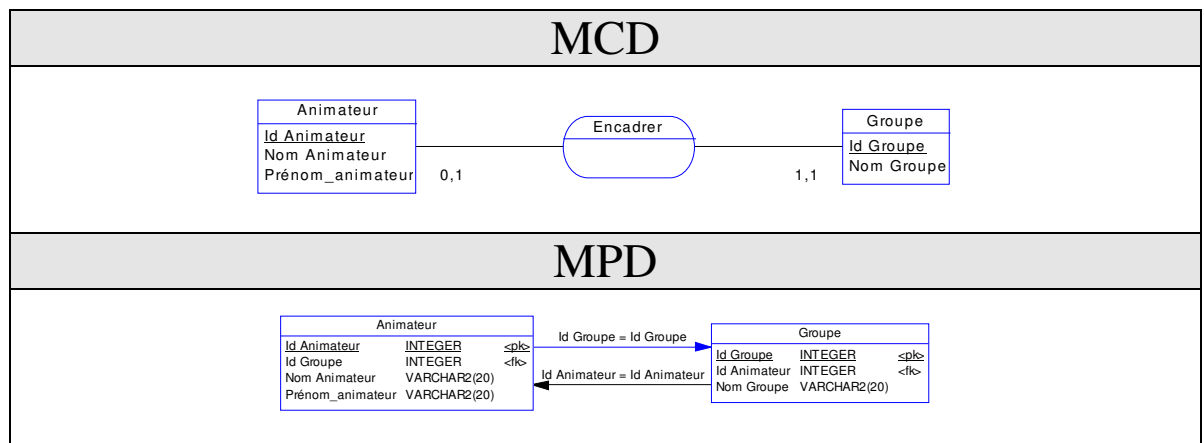 MCD
Animateur
Id Animateur
Nom Animateur
Prénom_animateur
0,1
Encadrer
1,1
Groupe
Id Groupe
Nom Groupe
MPD
Animateur
Id Animateur INTEGER <pk>
Id Groupe INTEGER <fk>
Nom Animateur VARCHAR2(20)
Prénom_animateur VARCHAR2(20)
Id Groupe = Id Groupe
Id Animateur = Id Animateur
Groupe
Id Groupe INTEGER <pk>
Id Animateur INTEGER <fk>
Nom Groupe VARCHAR2(20)